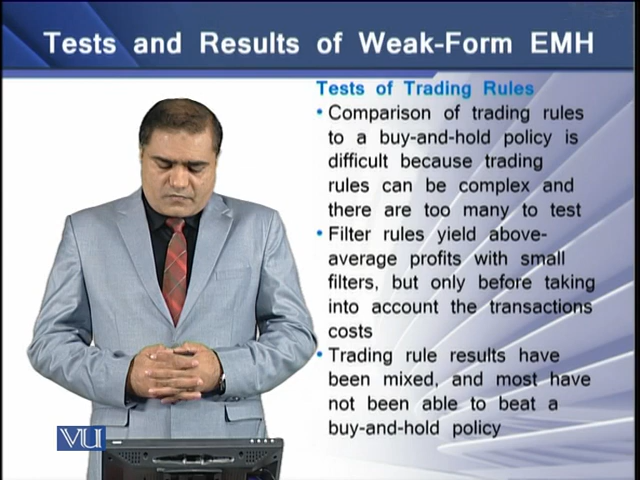 Tests and Results of Weak-Form EMH
Tests of Trading Rules
• Comparison of trading rules
to a buy-and-hold policy is
difficult because trading
rules can be complex and
there are too many to test
• Filter rules yield above-
average profits with small
filters, but only before taking
into account the transactions
costs
• Trading rule results have
been mixed, and most have
not been able to beat a
buy-and-hold policy
VU